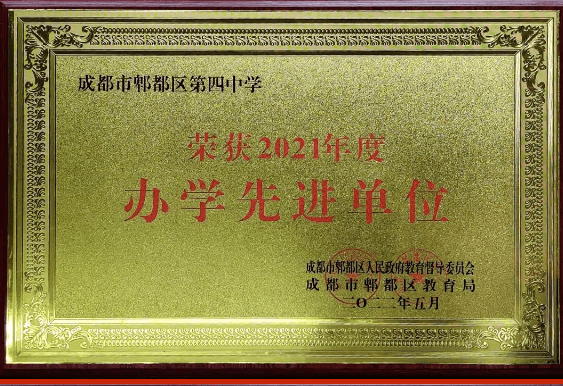 成都市郫都区第四中学
荣获2021年度
办学先进单位
成都市郫都区人民政府教育督导委员会
成都市郫都区教育局
二〇二二年五月